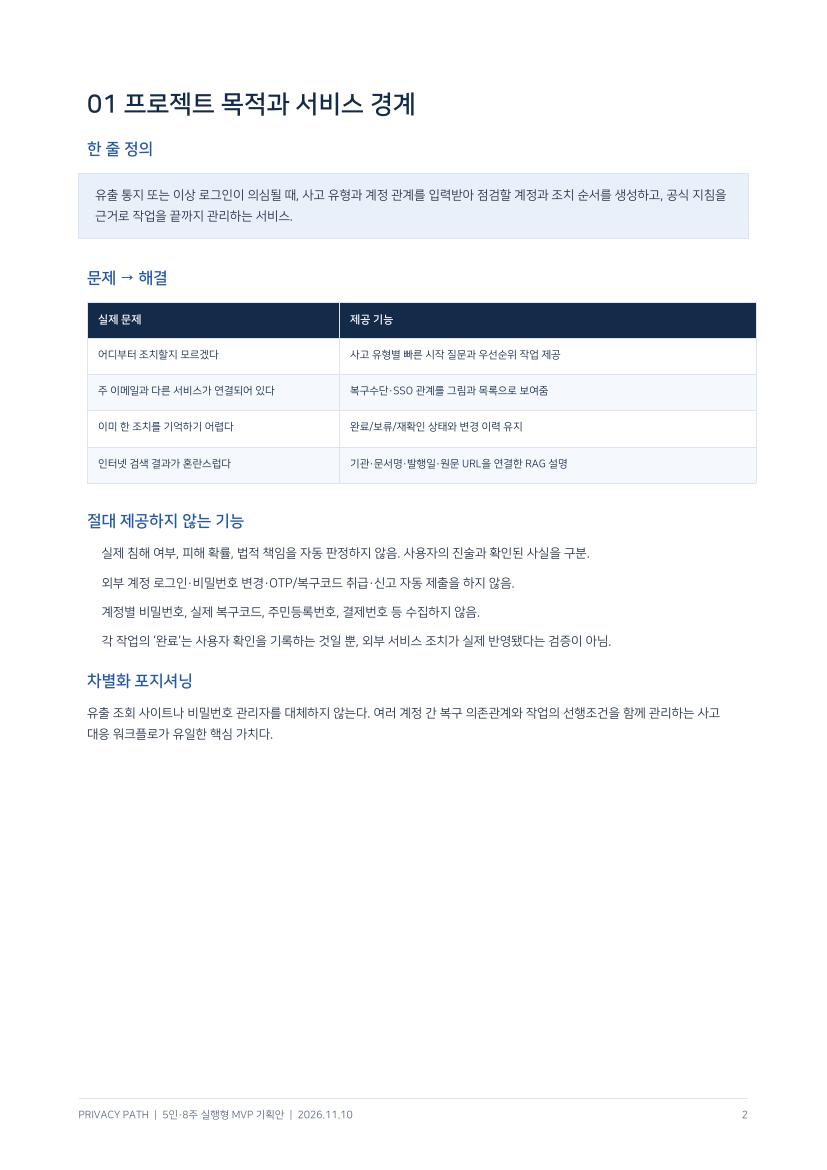 01 프로젝트 목적과 서비스 경계
한 줄 정의
유출 통지 또는 이상 로그인이 의심될 때, 사고 유형과 계정 관계를 입력받아 점검할 계정과 조치 순서를 생성하고, 공식 지침을
근거로 작업을 끝까지 관리하는 서비스.
문제 → 해결
실제 문제 제공 기능
어디부터 조치할지 모르겠다 사고 유형별 빠른 시작 질문과 우선순위 작업 제공
주 이메일과 다른 서비스가 연결되어 있다 복구수단·SSO 관계를 그림과 목록으로 보여줌
이미 한 조치를 기억하기 어렵다 완료/보류/재확인 상태와 변경 이력 유지
인터넷 검색 결과가 혼란스럽다 기관·문서명·발행일·원문 URL을 연결한 RAG 설명
절대 제공하지 않는 기능
실제 침해 여부, 피해 확률, 법적 책임을 자동 판정하지 않음. 사용자의 진술과 확인된 사실을 구분.
외부 계정 로그인·비밀번호 변경·OTP/복구코드 취급·신고 자동 제출을 하지 않음.
계정별 비밀번호, 실제 복구코드, 주민등록번호, 결제번호 등 수집하지 않음.
각 작업의 '완료'는 사용자 확인을 기록하는 것일 뿐, 외부 서비스 조치가 실제 반영됐다는 검증이 아님.
차별화 포지셔닝
유출 조회 사이트나 비밀번호 관리자를 대체하지 않는다. 여러 계정 간 복구 의존관계와 작업의 선행조건을 함께 관리하는 사고
대응 워크플로가 유일한 핵심 가치다.
PRIVACY PATH | 5인·8주 실행형 MVP 기획안 | 2026.11.10 2